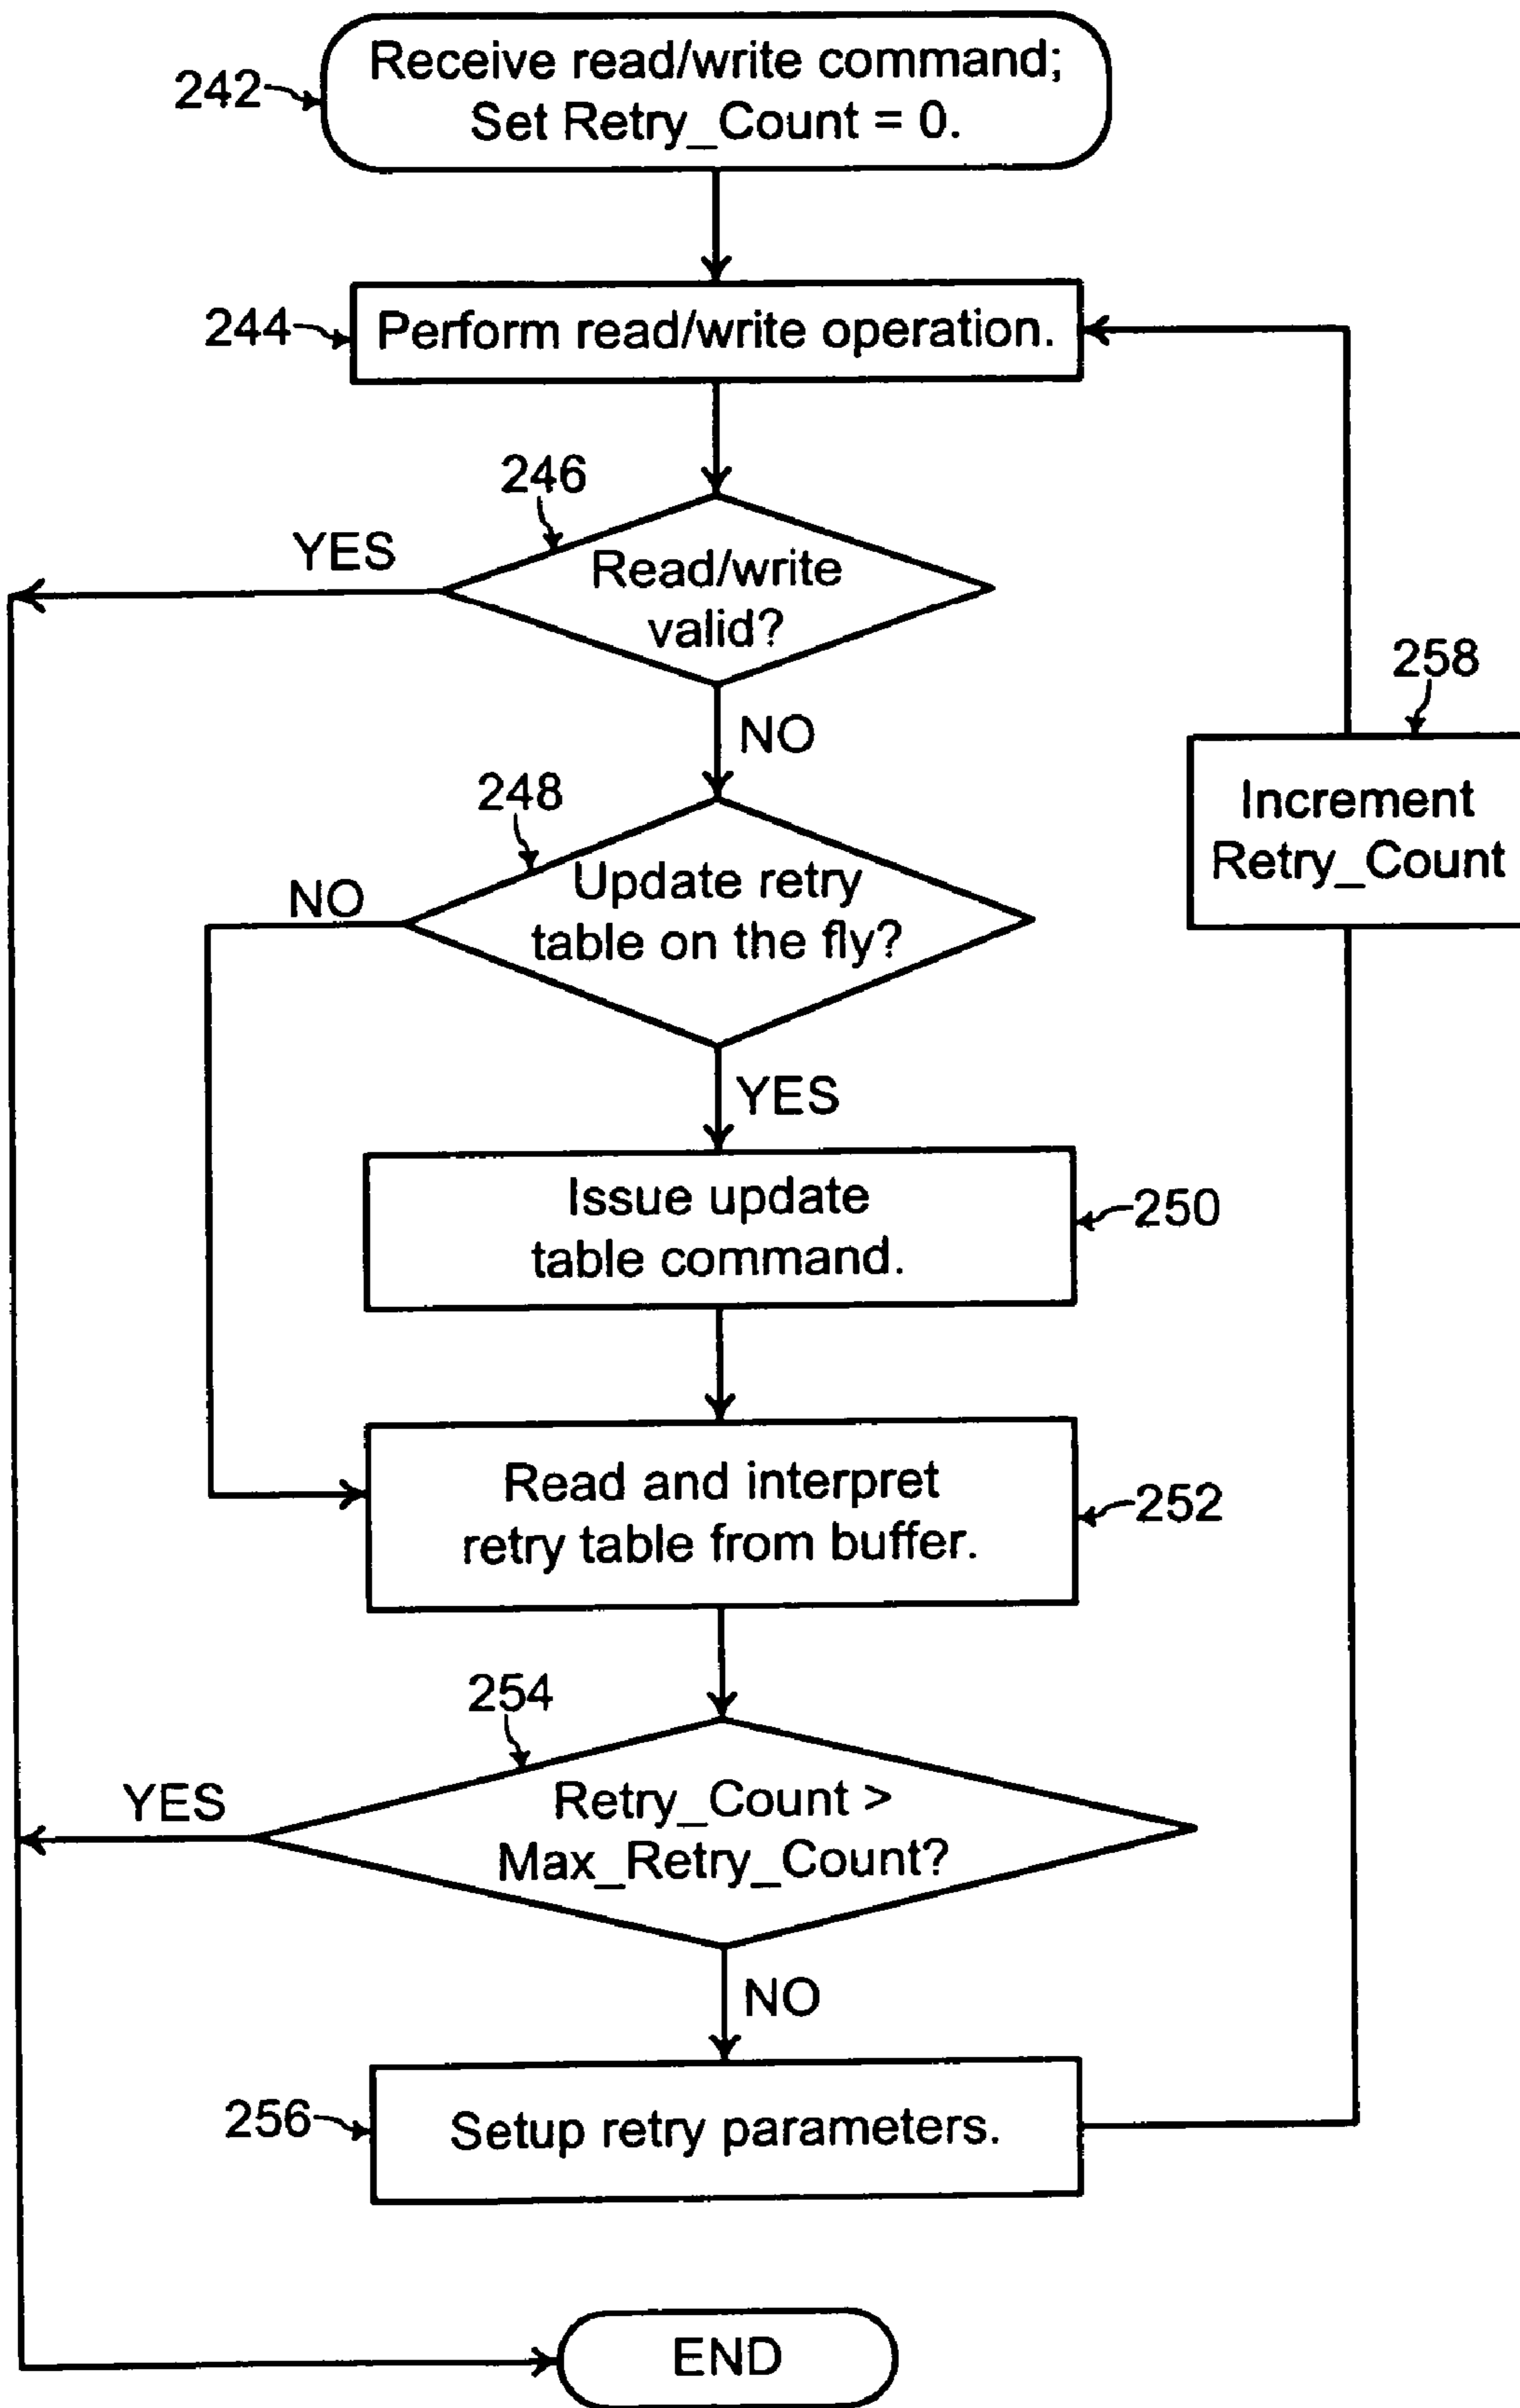 242
Receive read/write command;
Set Retry_Count = 0.
244
Perform read/write operation.
246
YES
Read/write
valid?
NO
258
Increment
Retry_Count
248
NO
Update retry
table on the fly?
YES
Issue update
table command.
250
Read and interpret
retry table from buffer.
252
254
YES
Retry_Count >
Max_Retry_Count?
NO
256
Setup retry parameters.
END